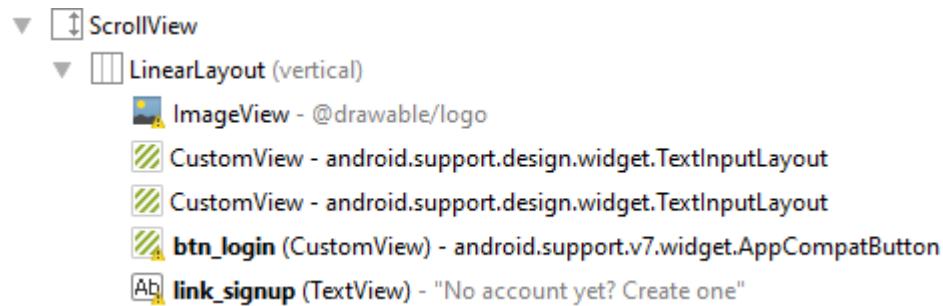 ScrollView
LinearLayout (vertical)
ImageView - @drawable/logo
CustomView - android.support.design.widget.TextInputLayout
CustomView - android.support.design.widget.TextInputLayout
btn_login (CustomView) - android.support.v7.widget.AppCompatButton
Ab link_signup (TextView) - "No account yet? Create one"